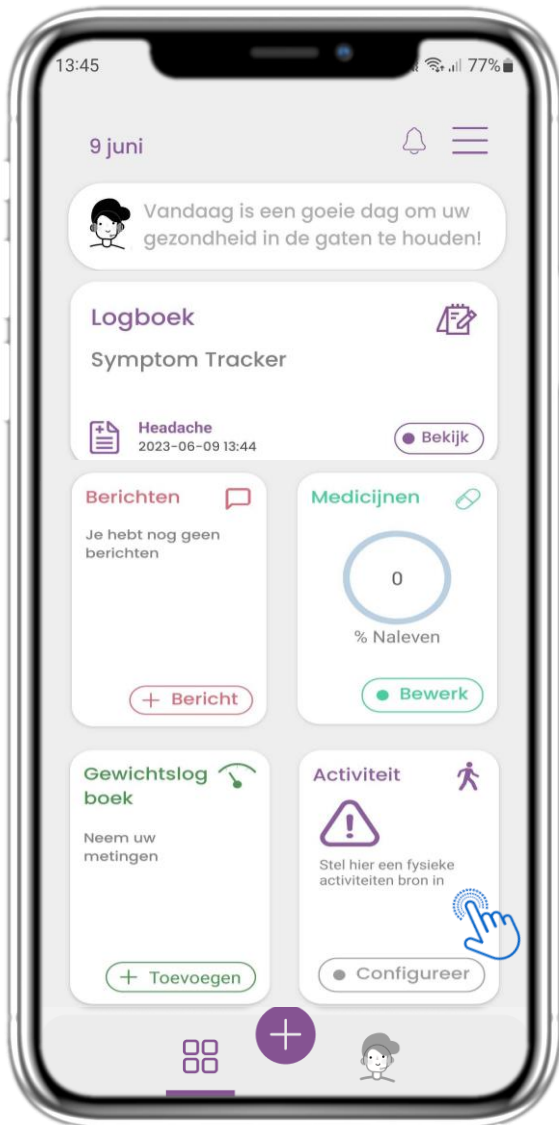 13:45
77%
9 juni
Vandaag is een goeie dag om uw
gezondheid in de gaten te houden!
Logboek
Symptom Tracker
Headache
2023-06-09 13:44
Bekijk
Berichten
Je hebt nog geen
berichten
+ Bericht
Medicijnen
0
% Naleven
Bewerk
Gewichtslog
boek
Neem uw
metingen
+ Toevoegen
Activiteit
Stel hier een fysieke
activiteiten bron in
Configureer